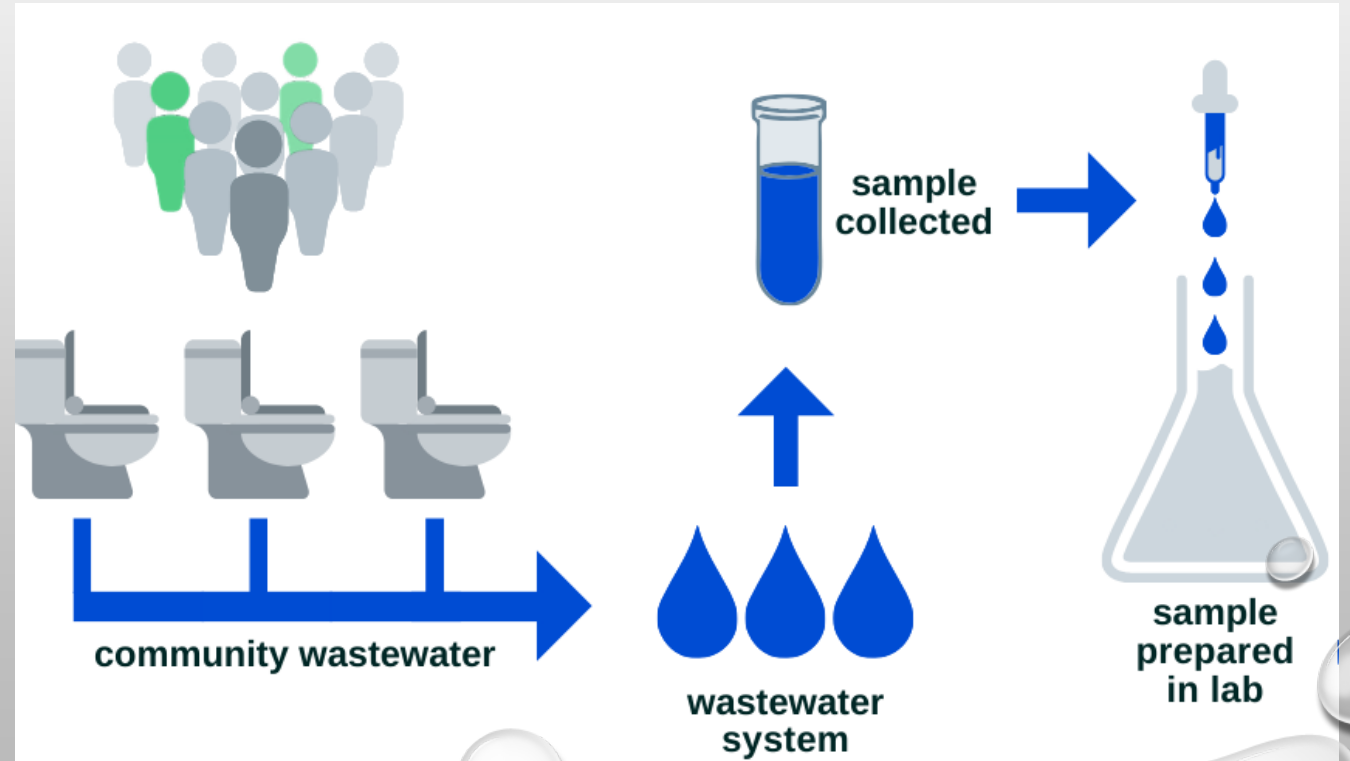 community wastewater
wastewater
system
sample
collected
sample
prepared
in lab